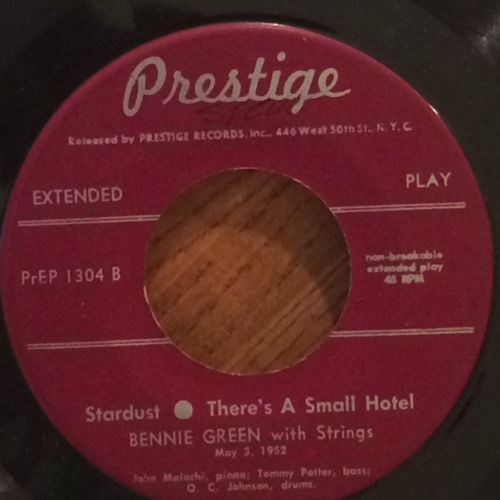 Prestige
Released by PRESTIGE RECORDS, Inc., 446 West 50th St., N.Y.C.
EXTENDED PLAY
PrEP 1304 B
non-breakable
extended play
45 RPM
Stardust ● There's A Small Hotel
BENNIE GREEN with Strings
May 3, 1952
John Malachi, piano; Tommy Potter, bass;
O. C. Johnson, drums.